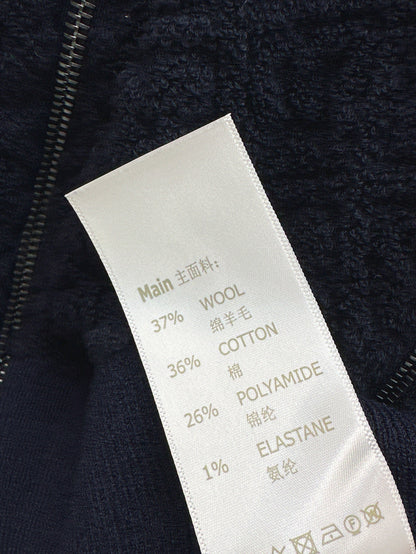 Main 主面料:
37% WOOL
绵羊毛
36% COTTON
棉
26% POLYAMIDE
锦纶
1% ELASTANE
氨纶